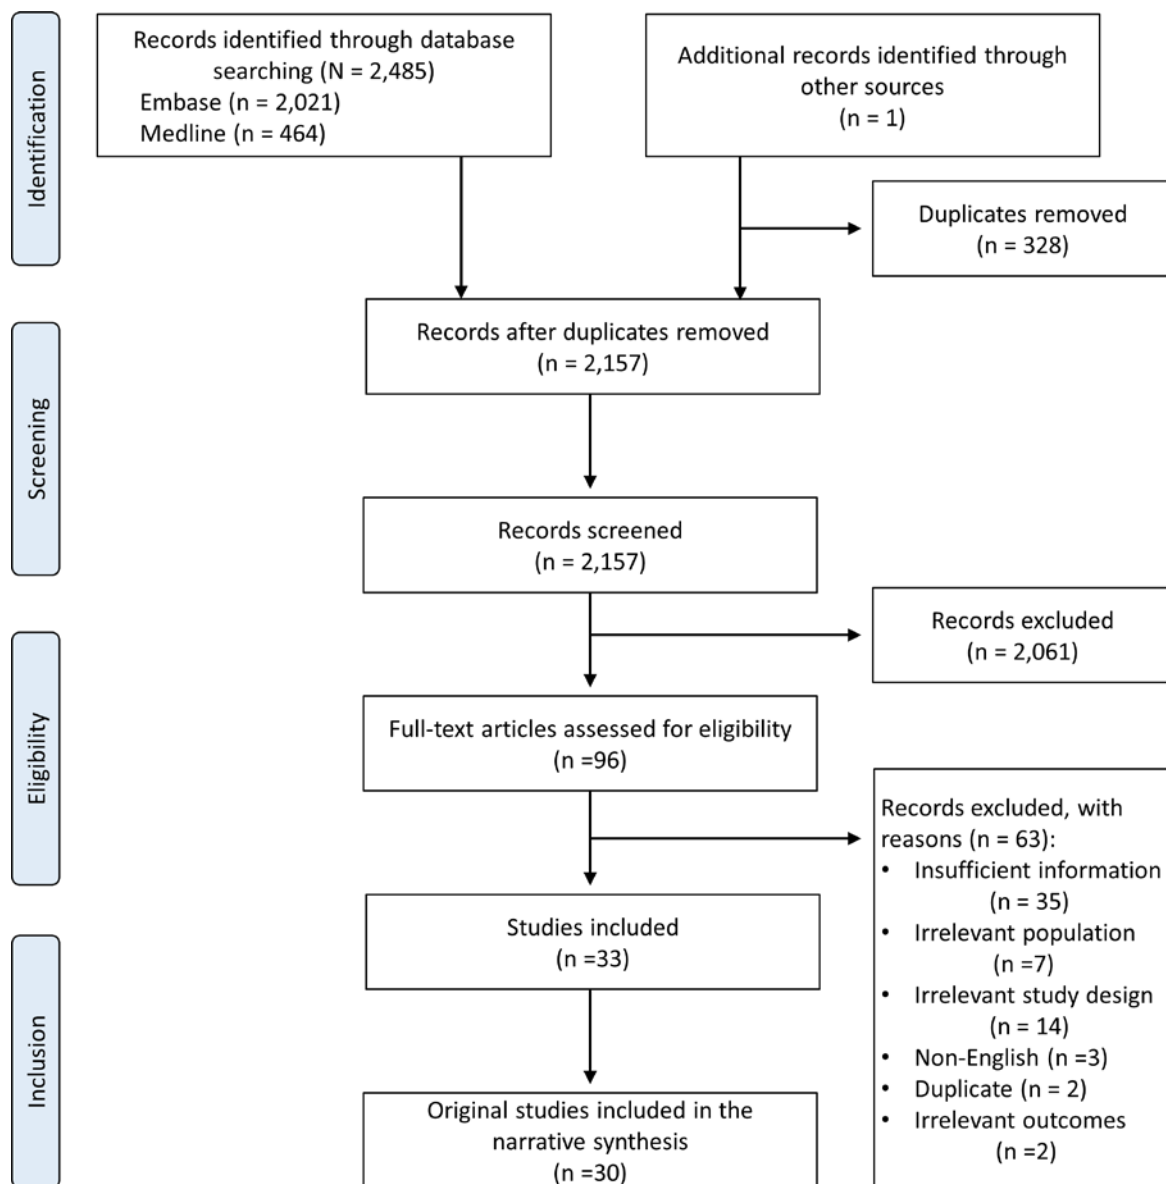 Identification
Records identified through database
searching (N = 2,485)
Embase (n = 2,021)
Medline (n = 464)
Additional records identified through
other sources
(n = 1)
Duplicates removed
(n = 328)
Screening
Records after duplicates removed
(n = 2,157)
Records screened
(n = 2,157)
Records excluded
(n = 2,061)
Eligibility
Full-text articles assessed for eligibility
(n =96)
Records excluded, with
reasons (n = 63):
• Insufficient information
(n = 35)
• Irrelevant population
(n =7)
• Irrelevant study design
(n = 14)
• Non-English (n =3)
• Duplicate (n = 2)
• Irrelevant outcomes
(n =2)
Studies included
(n =33)
Inclusion
Original studies included in the
narrative synthesis
(n =30)